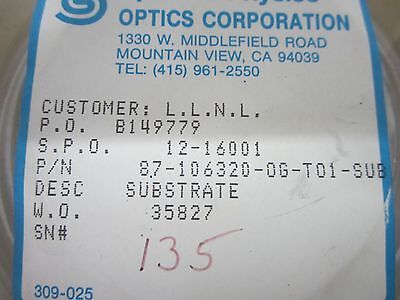 OPTICS CORPORATION
1330 W. MIDDLEFIELD ROAD
MOUNTAIN VIEW, CA 94039
TEL: (415) 961-2550
CUSTOMER: L.L.N.L.
P.O. B149779
S.P.O. 12-16001
P/N 87-106320-OG-T01-SUB
DESC SUBSTRATE
W.O. 35827
SN# 135
309-025